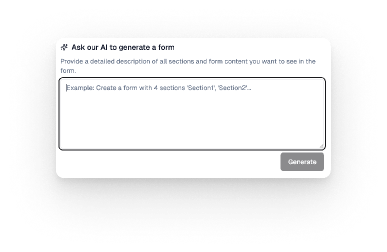 Ask our AI to generate a form
Provide a detailed description of all sections and form content you want to see in the
form.
Example: Create a form with 4 sections 'Section1', 'Section2'...
Generate